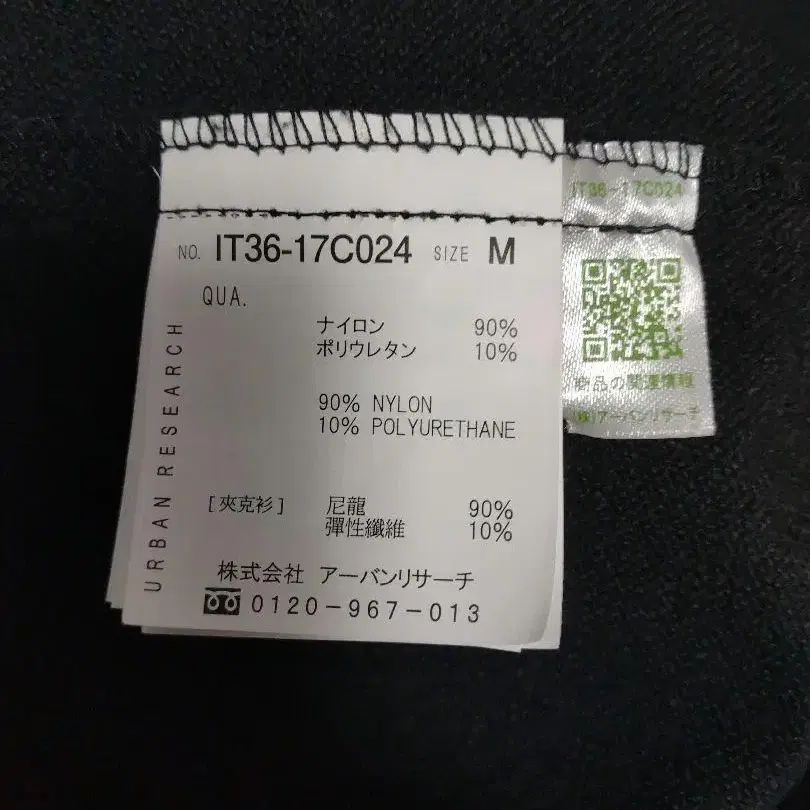 NO. IT36-17C024 SIZE M
QUA.
ナイロン 90%
ポリウレタン 10%
90% NYLON
10% POLYURETHANE
[夾克衫] 尼龍 90%
彈性纖維 10%
株式会社 アーバンリサーチ
0120-967-013
URBAN RESEARCH
IT36-17C024
商品の関連情報
(株)アーバンリサーチ